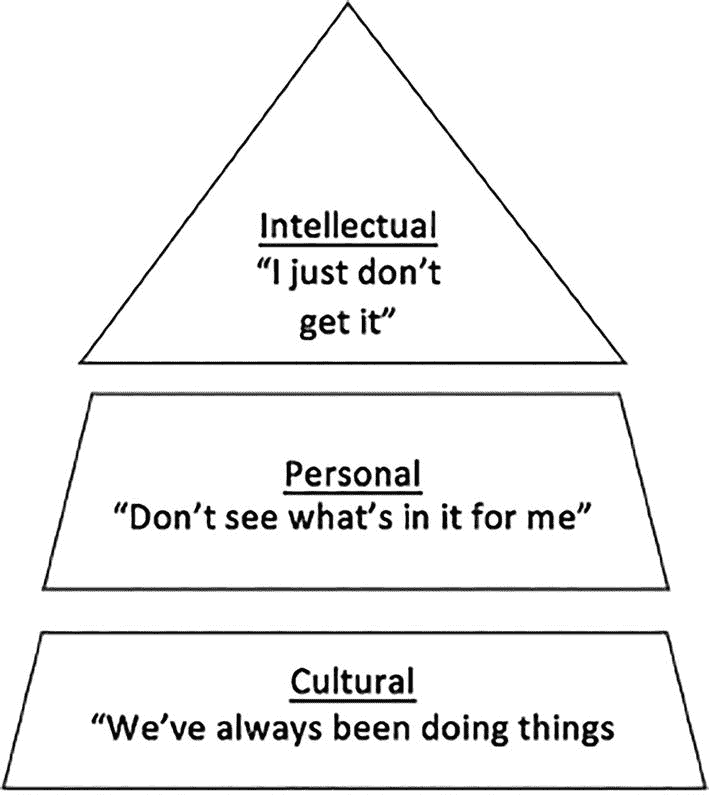 Intellectual
“I just don’t
get it”
Personal
“Don’t see what’s in it for me”
Cultural
“We’ve always been doing things